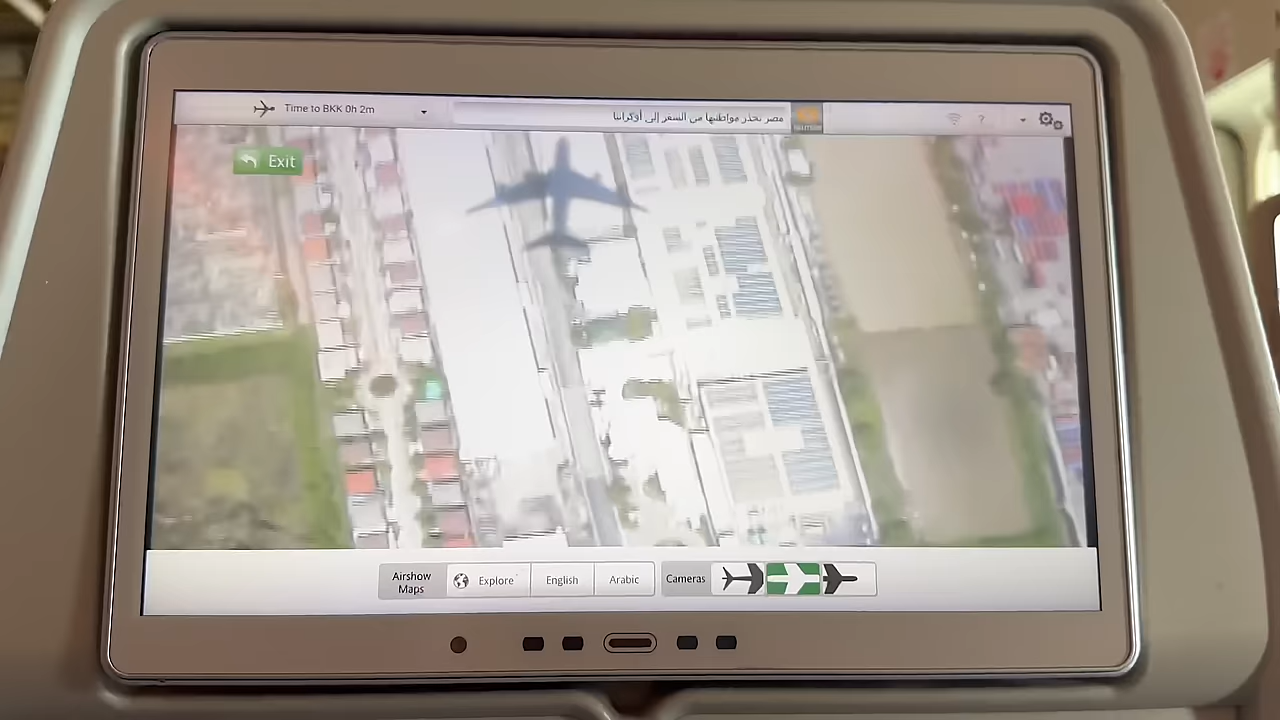 Time to BKK 0h 2m
مصر تحذر مواطنيها من السفر إلى أوكرانيا
?
Exit
Airshow Maps
Explore
English
Arabic
Cameras